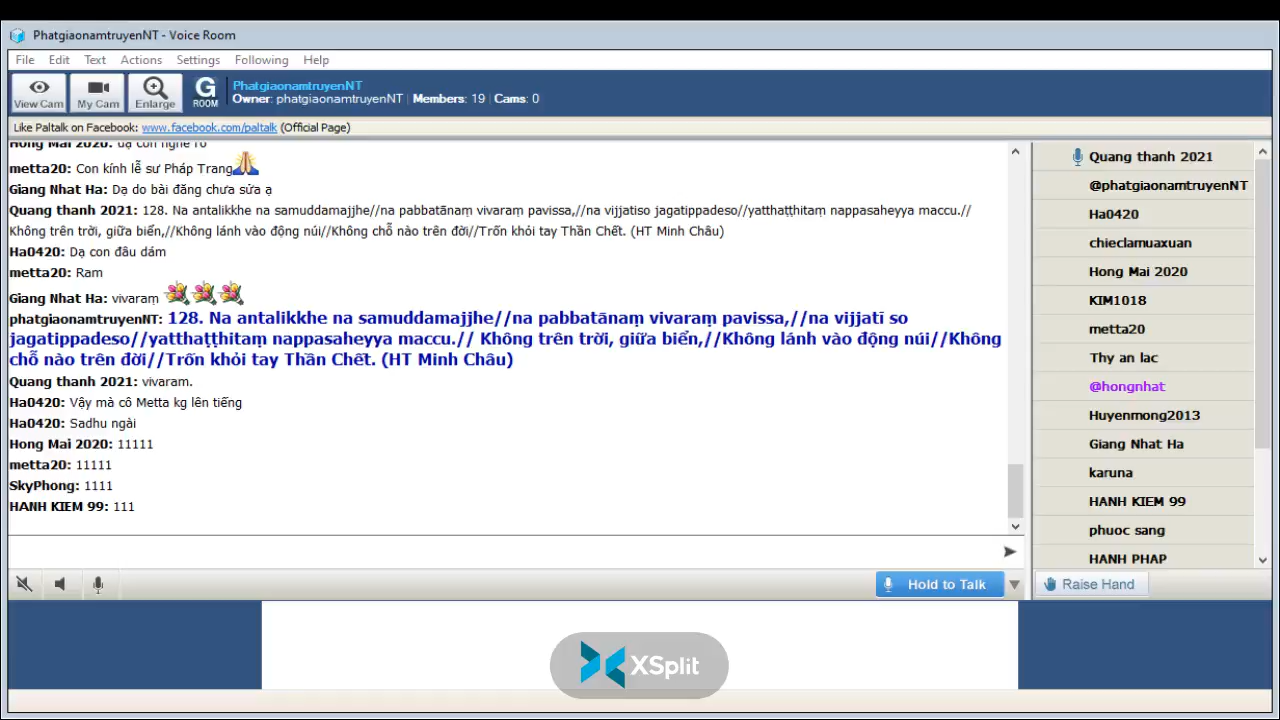 PhatgiaonamtruyenNT - Voice Room
File Edit Text Actions Settings Following Help
View Cam My Cam Enlarge G ROOM
PhatgiaonamtruyenNT
Owner: phatgiaonamtruyenNT | Members: 19 | Cams: 0
Like Paltalk on Facebook: www.facebook.com/paltalk (Official Page)
Hong Mai 2020: dạ con nghe rõ
metta20: Con kính lễ sư Pháp Trang
Giang Nhat Ha: Dạ do bài đăng chưa sửa ạ
Quang thanh 2021: 128. Na antalikkhe na samuddamajjhe//na pabbatānaṃ vivaraṃ pavissa,//na vijjatiso jagatippadeso//yatthaṭṭhitaṃ nappasaheyya maccu.//
Không trên trời, giữa biển,//Không lánh vào động núi//Không chỗ nào trên đời//Trốn khỏi tay Thần Chết. (HT Minh Châu)
Ha0420: Dạ con đâu dám
metta20: Ram
Giang Nhat Ha: vivaraṃ
phatgiaonamtruyenNT: 128. Na antalikkhe na samuddamajjhe//na pabbatānaṃ vivaraṃ pavissa,//na vijjatī so
jagatippadeso//yatthaṭṭhitaṃ nappasaheyya maccu.// Không trên trời, giữa biển,//Không lánh vào động núi//Không
chỗ nào trên đời//Trốn khỏi tay Thần Chết. (HT Minh Châu)
Quang thanh 2021: vivaram.
Ha0420: Vậy mà cô Metta kg lên tiếng
Ha0420: Sadhu ngài
Hong Mai 2020: 11111
metta20: 11111
SkyPhong: 1111
HANH KIEM 99: 111
Quang thanh 2021
@phatgiaonamtruyenNT
Ha0420
chieclamuaxuan
Hong Mai 2020
KIM1018
metta20
Thy an lac
@hongnhat
Huyenmong2013
Giang Nhat Ha
karuna
HANH KIEM 99
phuoc sang
HANH PHAP
Hold to Talk
Raise Hand
XSplit